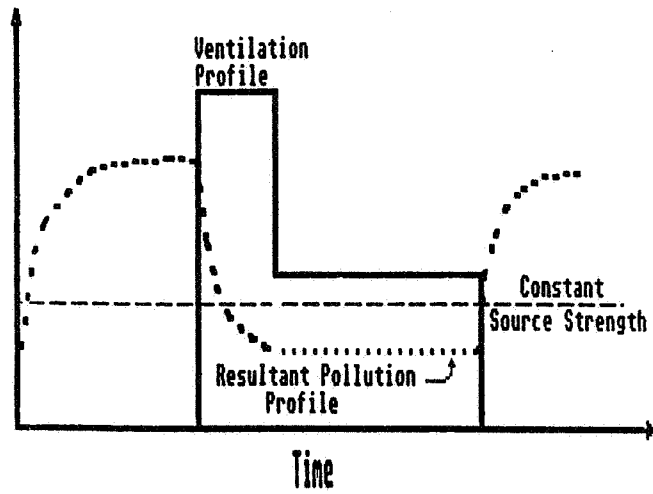 Ventilation
Profile
Constant
Source Strength
Resultant Pollution
Profile
Time